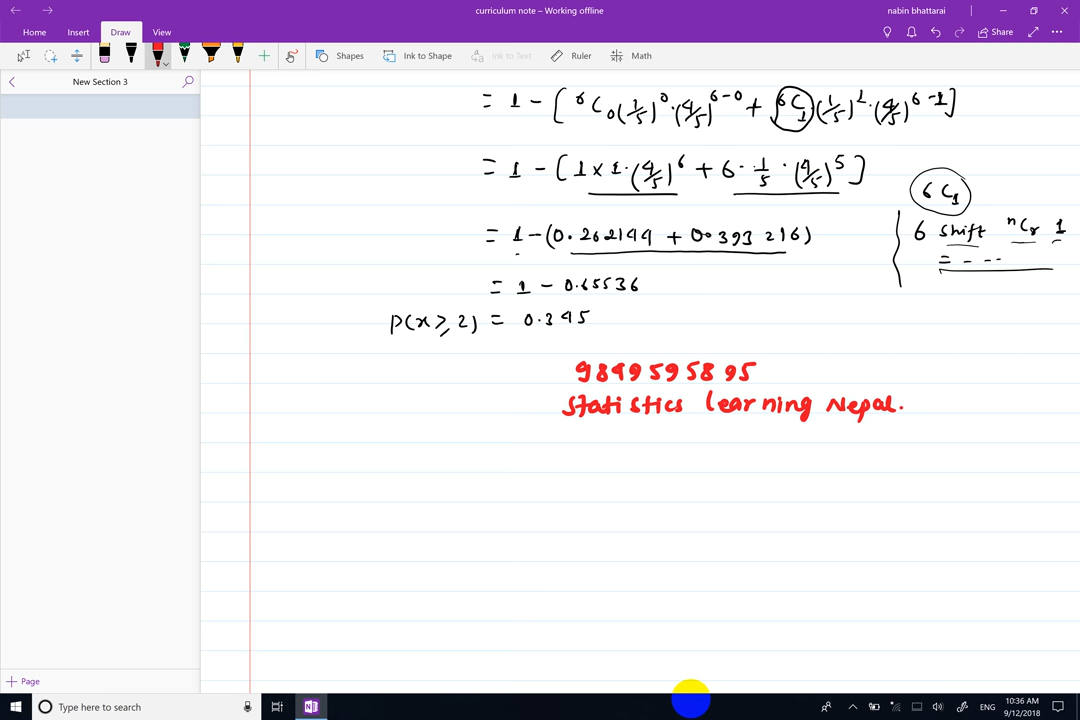 curriculum note – Working offline
nabin bhattarai
Home Insert Draw View
Share
Ink to Shape
Shapes
Ink to Text
Ruler
Math
New Section 3
= 1 - [ ⁶C₀(1/5)⁰·(4/5)⁶⁻⁰ + ⁶C₁(1/5)¹·(4/5)⁶⁻¹]
= 1 - [1×1·(4/5)⁶ + 6·1/5·(4/5)⁵]
6C₁
= 1-(0.262144 + 0.393216)
6 shift ⁿCᵣ 1
= - ...
= 1 - 0.65536
P(x ≥ 2) = 0.345
9849595895
Statistics learning Nepal.
+ Page
Type here to search
ENG
10:36 AM
9/12/2018